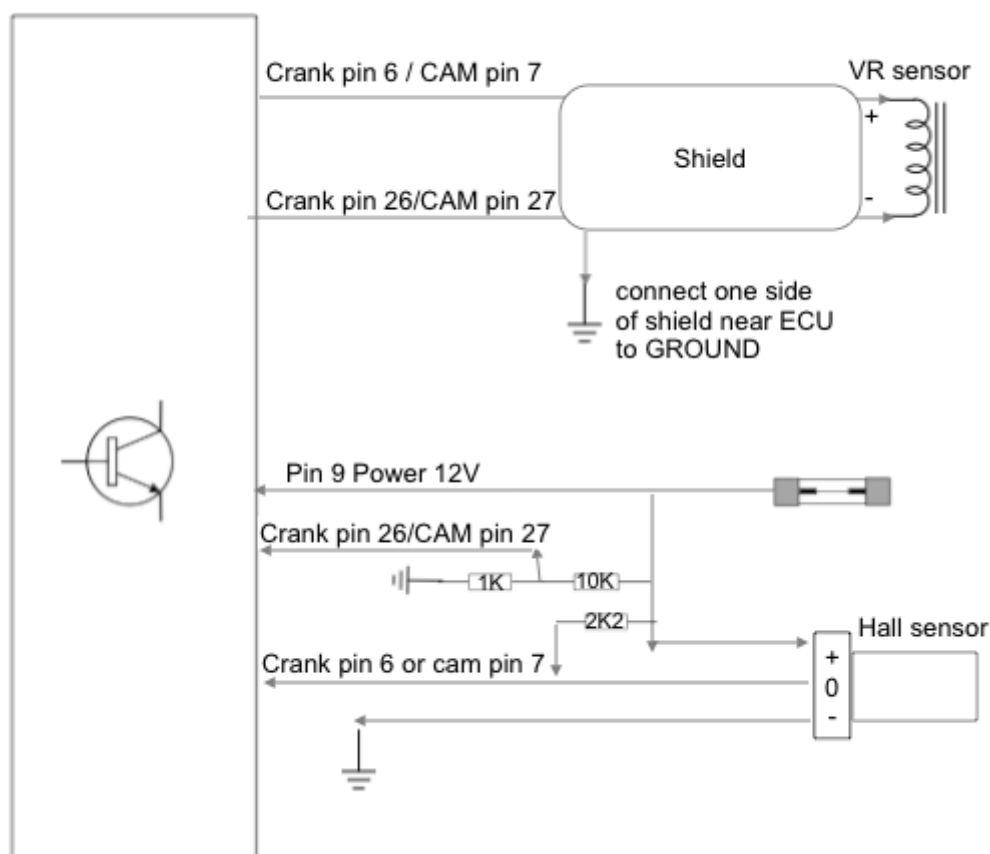 Crank pin 6 / CAM pin 7
VR sensor
+
Shield
-
Crank pin 26/CAM pin 27
connect one side
of shield near ECU
to GROUND
Pin 9 Power 12V
Crank pin 26/CAM pin 27
1K
10K
2K2
Hall sensor
+
Crank pin 6 or cam pin 7
0
-